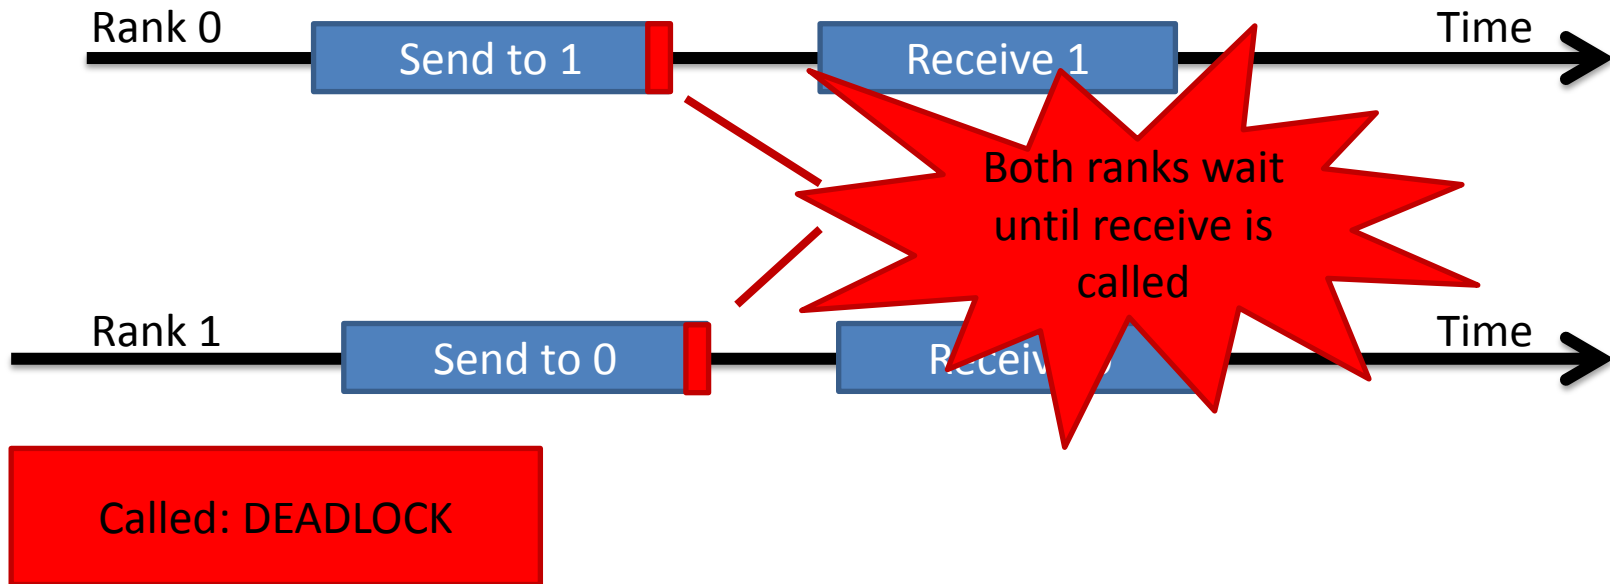 Rank 0
Time
Send to 1
Receive 1
Both ranks wait
until receive is
called
Rank 1
Time
Send to 0
Called: DEADLOCK